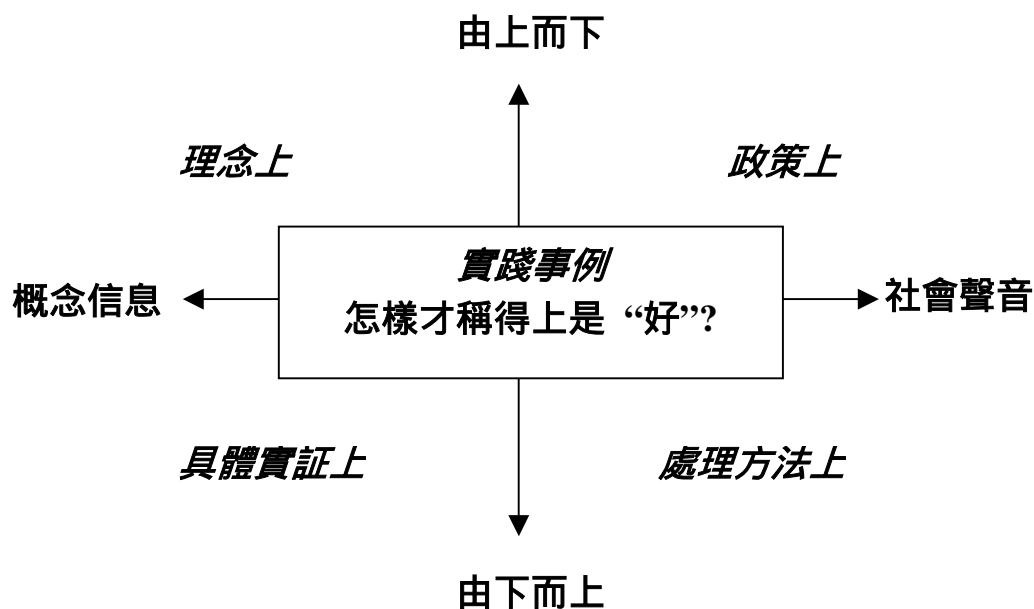 由上而下
理念上
政策上
實踐事例
概念信息
社會聲音
怎樣才稱得上是 “好”?
具體實証上
處理方法上
由下而上